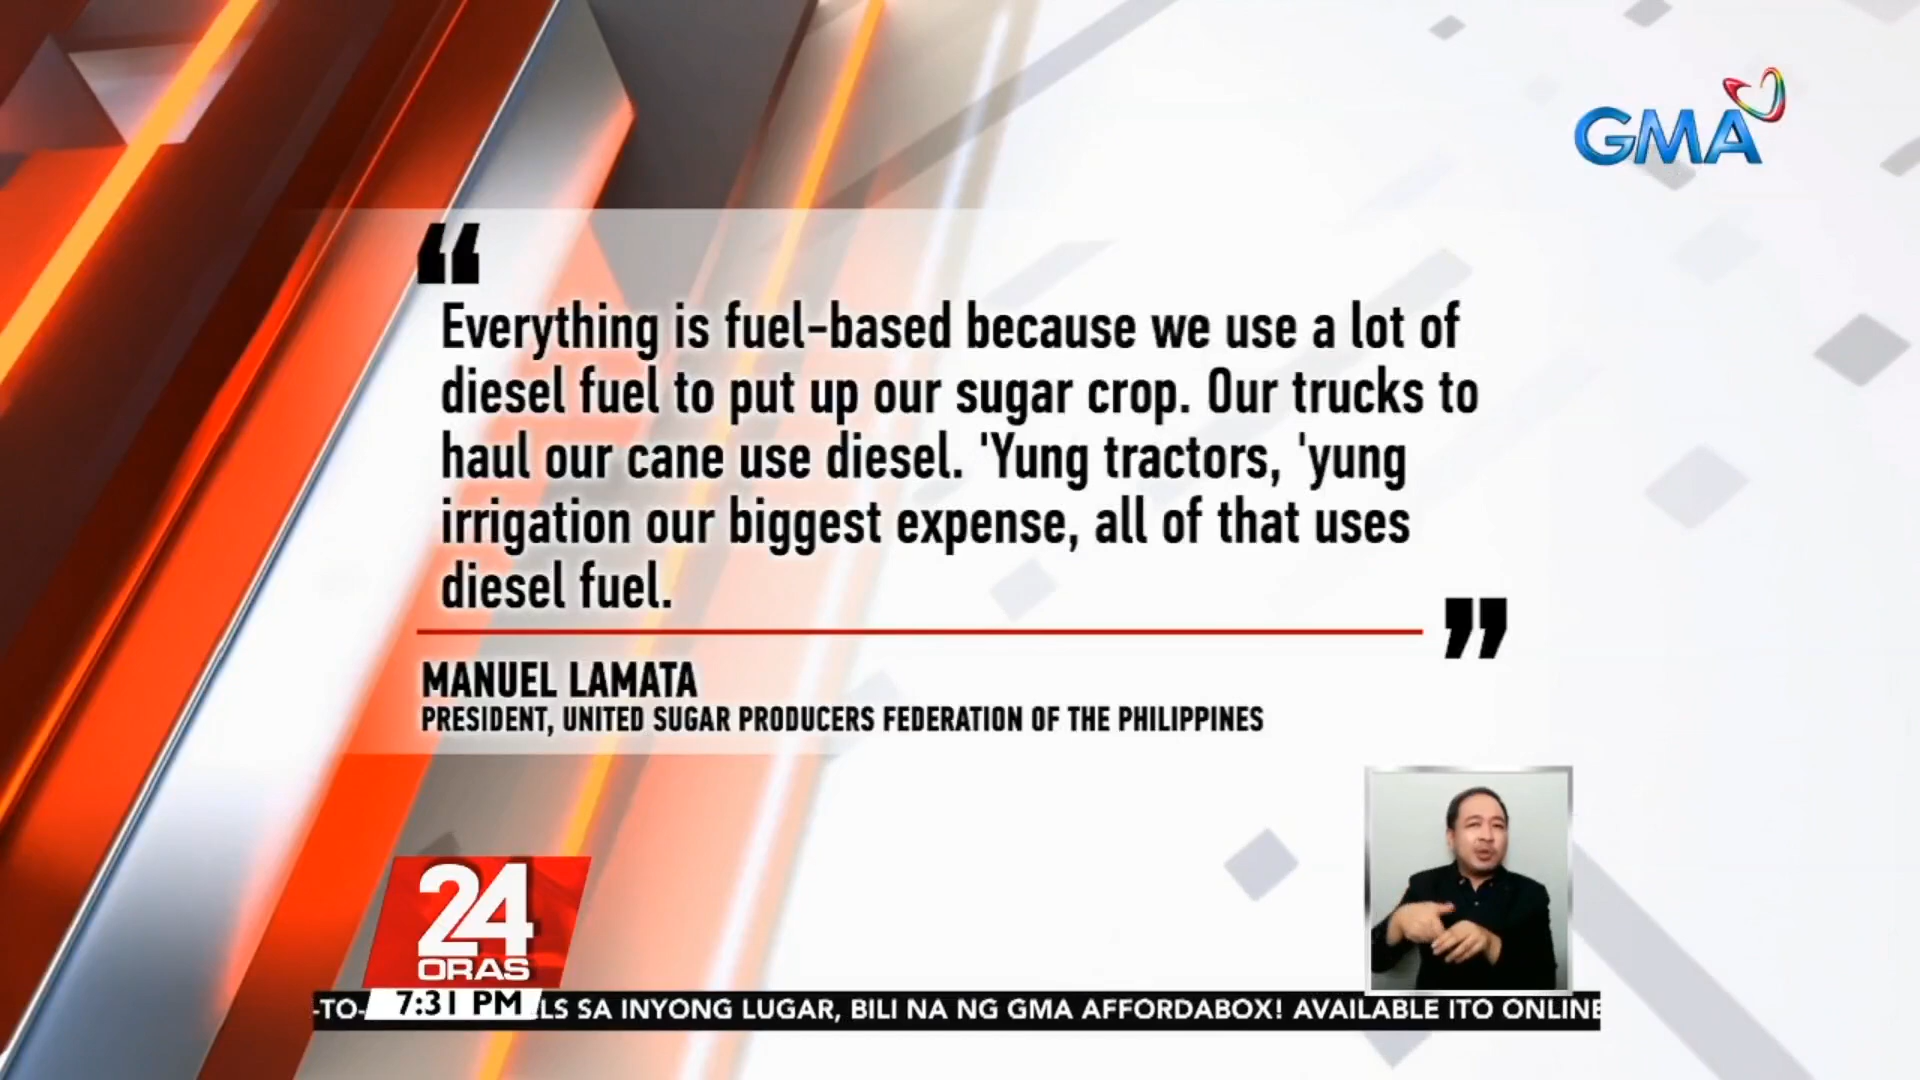 GMA
“
Everything is fuel-based because we use a lot of
diesel fuel to put up our sugar crop. Our trucks to
haul our cane use diesel. 'Yung tractors, 'yung
irrigation our biggest expense, all of that uses
diesel fuel.
”
MANUEL LAMATA
PRESIDENT, UNITED SUGAR PRODUCERS FEDERATION OF THE PHILIPPINES
24
ORAS
7:31 PM
-TO- LS SA INYONG LUGAR, BILI NA NG GMA AFFORDABOX! AVAILABLE ITO ONLINE